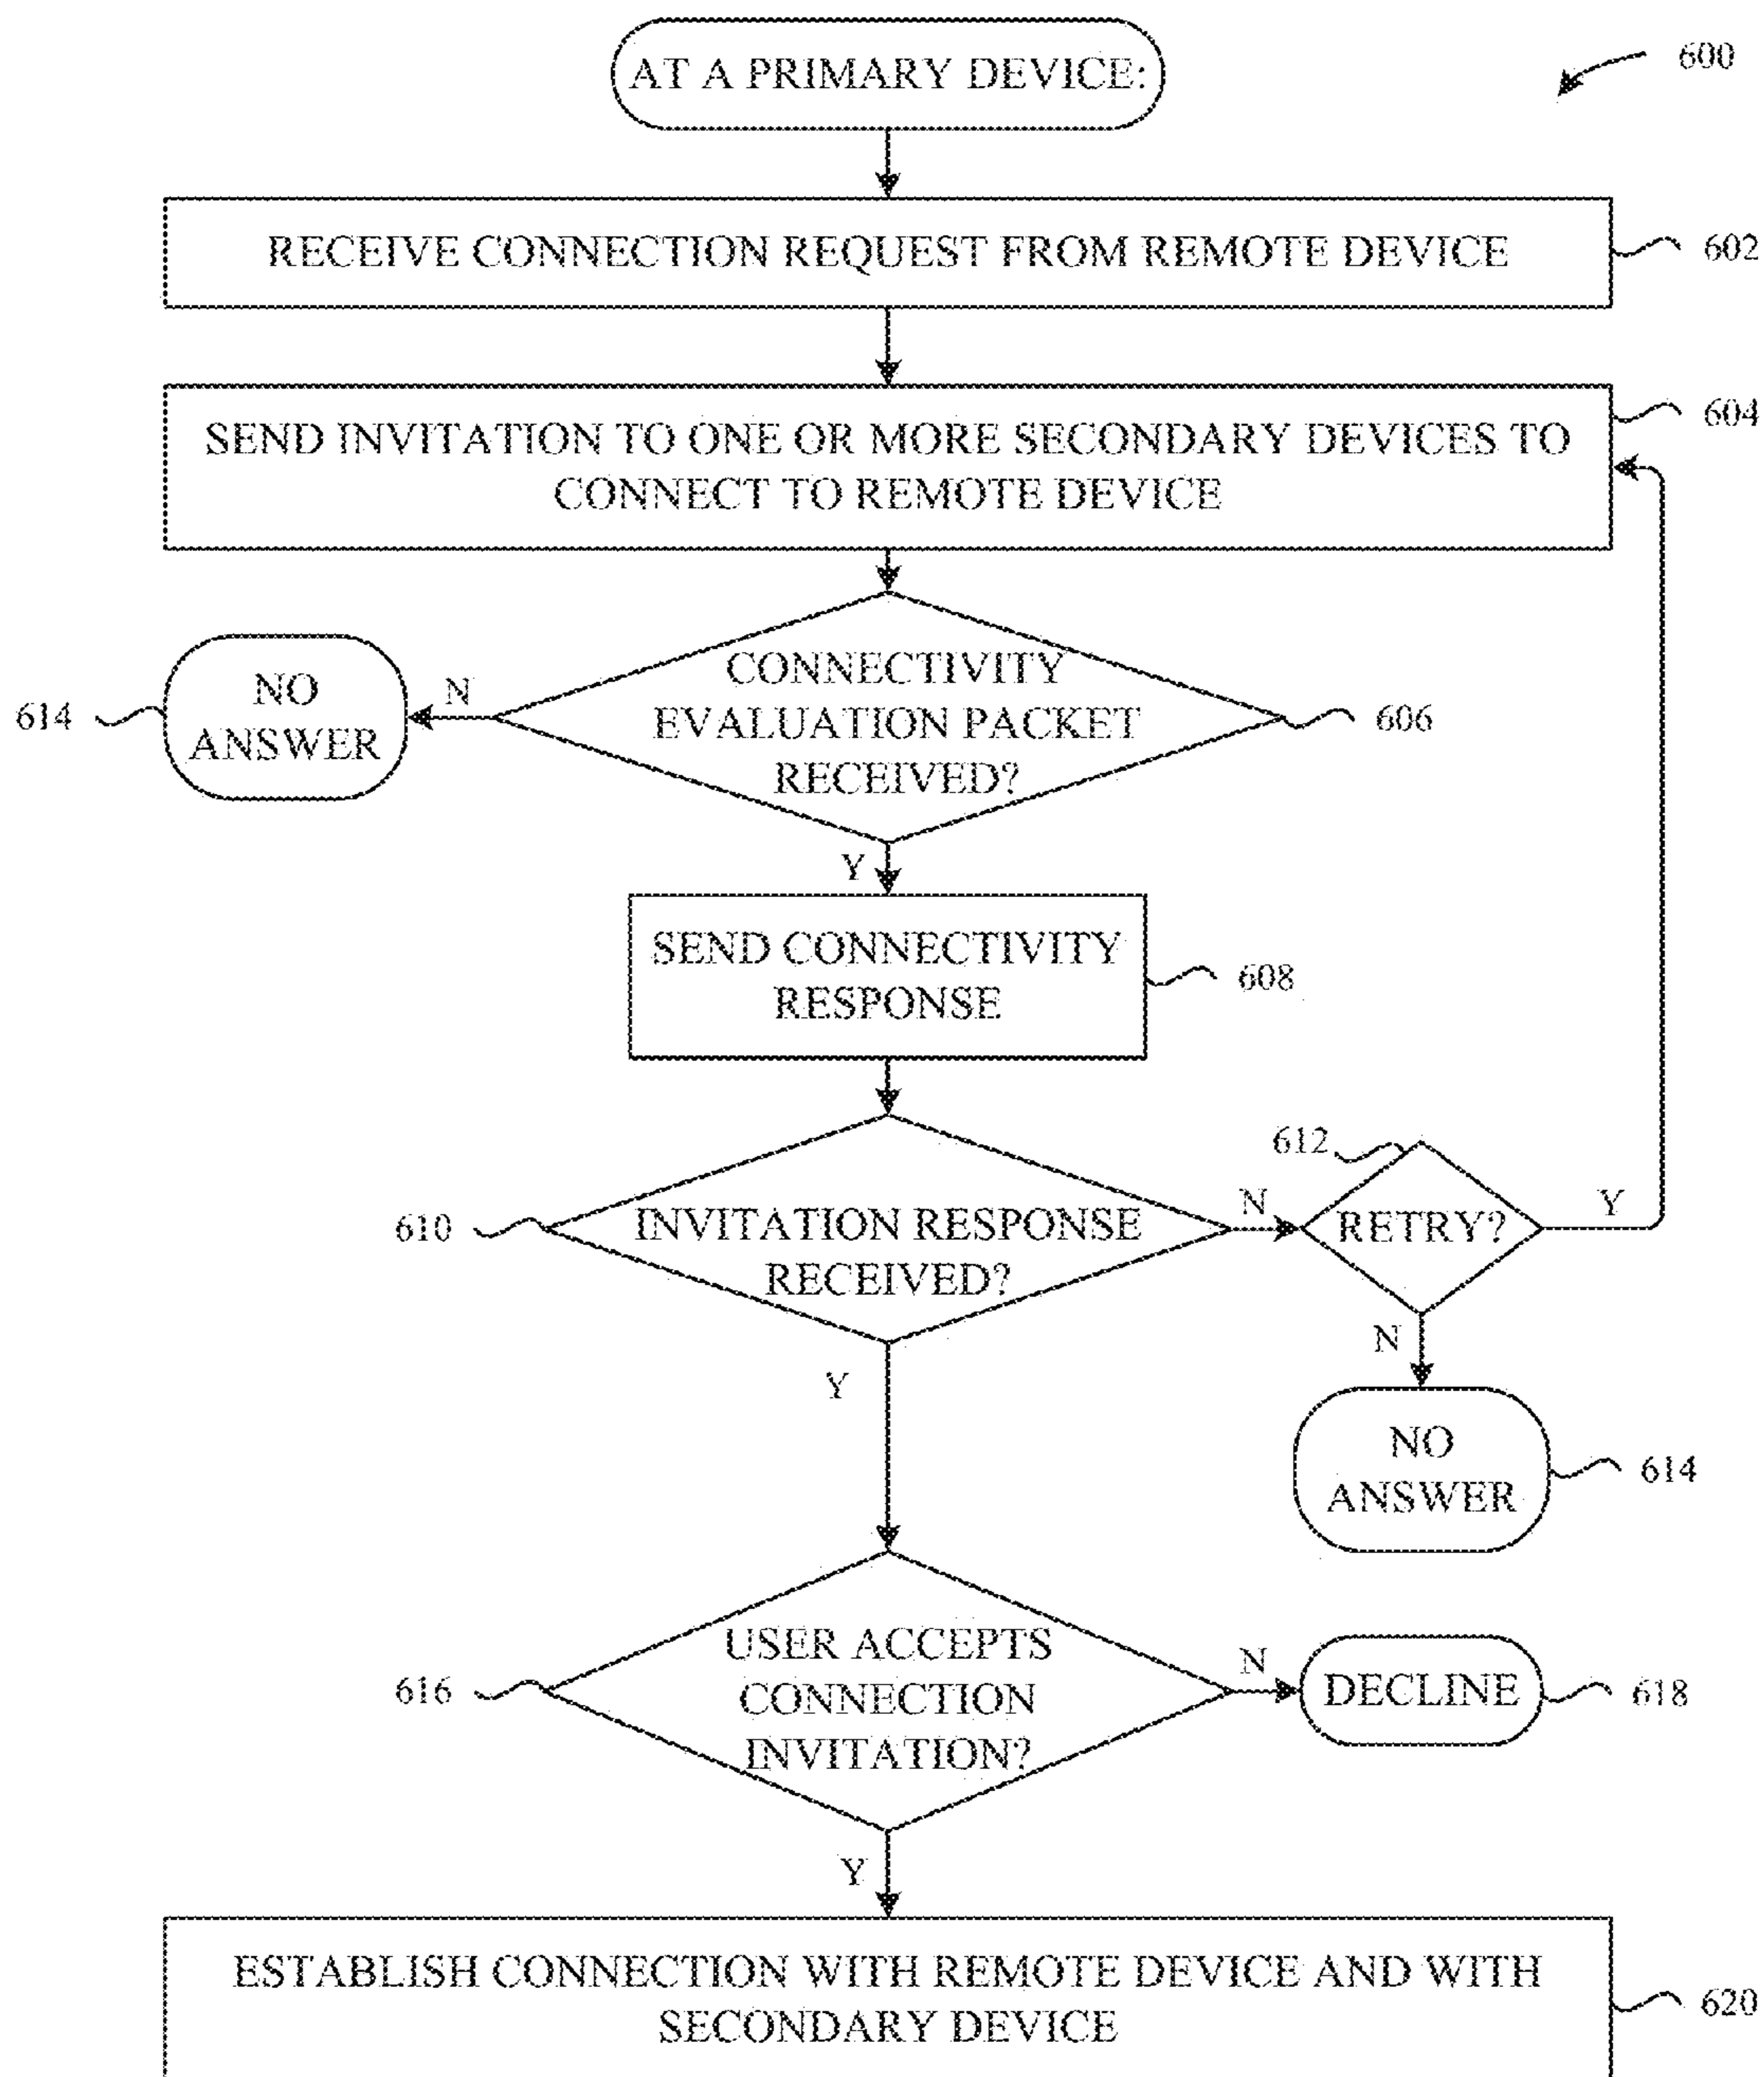 AT A PRIMARY DEVICE:
600
RECEIVE CONNECTION REQUEST FROM REMOTE DEVICE
602
SEND INVITATION TO ONE OR MORE SECONDARY DEVICES TO
CONNECT TO REMOTE DEVICE
604
CONNECTIVITY
EVALUATION PACKET
RECEIVED?
606
N
NO
ANSWER
614
Y
SEND CONNECTIVITY
RESPONSE
608
INVITATION RESPONSE
RECEIVED?
610
N
612
RETRY?
Y
N
NO
ANSWER
614
Y
USER ACCEPTS
CONNECTION
INVITATION?
616
N
DECLINE
618
Y
ESTABLISH CONNECTION WITH REMOTE DEVICE AND WITH
SECONDARY DEVICE
620